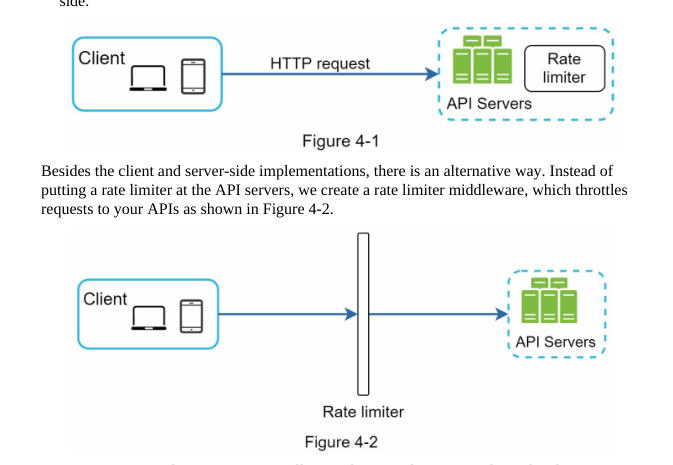 side.
Client
HTTP request
Rate
limiter
API Servers
Figure 4-1
Besides the client and server-side implementations, there is an alternative way. Instead of
putting a rate limiter at the API servers, we create a rate limiter middleware, which throttles
requests to your APIs as shown in Figure 4-2.
Client
API Servers
Rate limiter
Figure 4-2